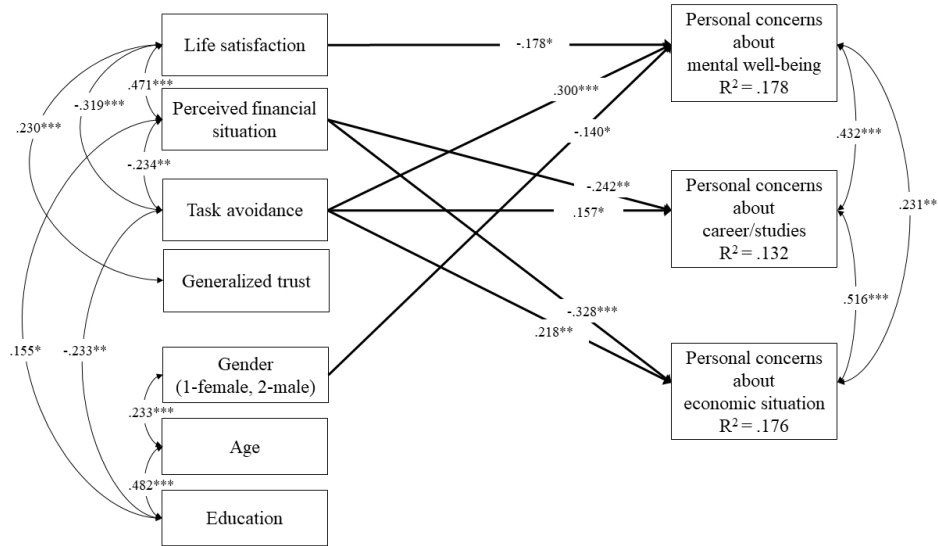 Life satisfaction
Perceived financial
situation
Task avoidance
Generalized trust
Gender
(1-female, 2-male)
Age
Education
.471***
-.319***
.230***
-.234**
.155*
-.233**
.233***
.482***
-.178*
.300***
-.140*
-.242**
.157*
-.328***
.218**
Personal concerns
about
mental well-being
R² = .178
Personal concerns
about
career/studies
R² = .132
Personal concerns
about
economic situation
R² = .176
.432***
.231**
.516***